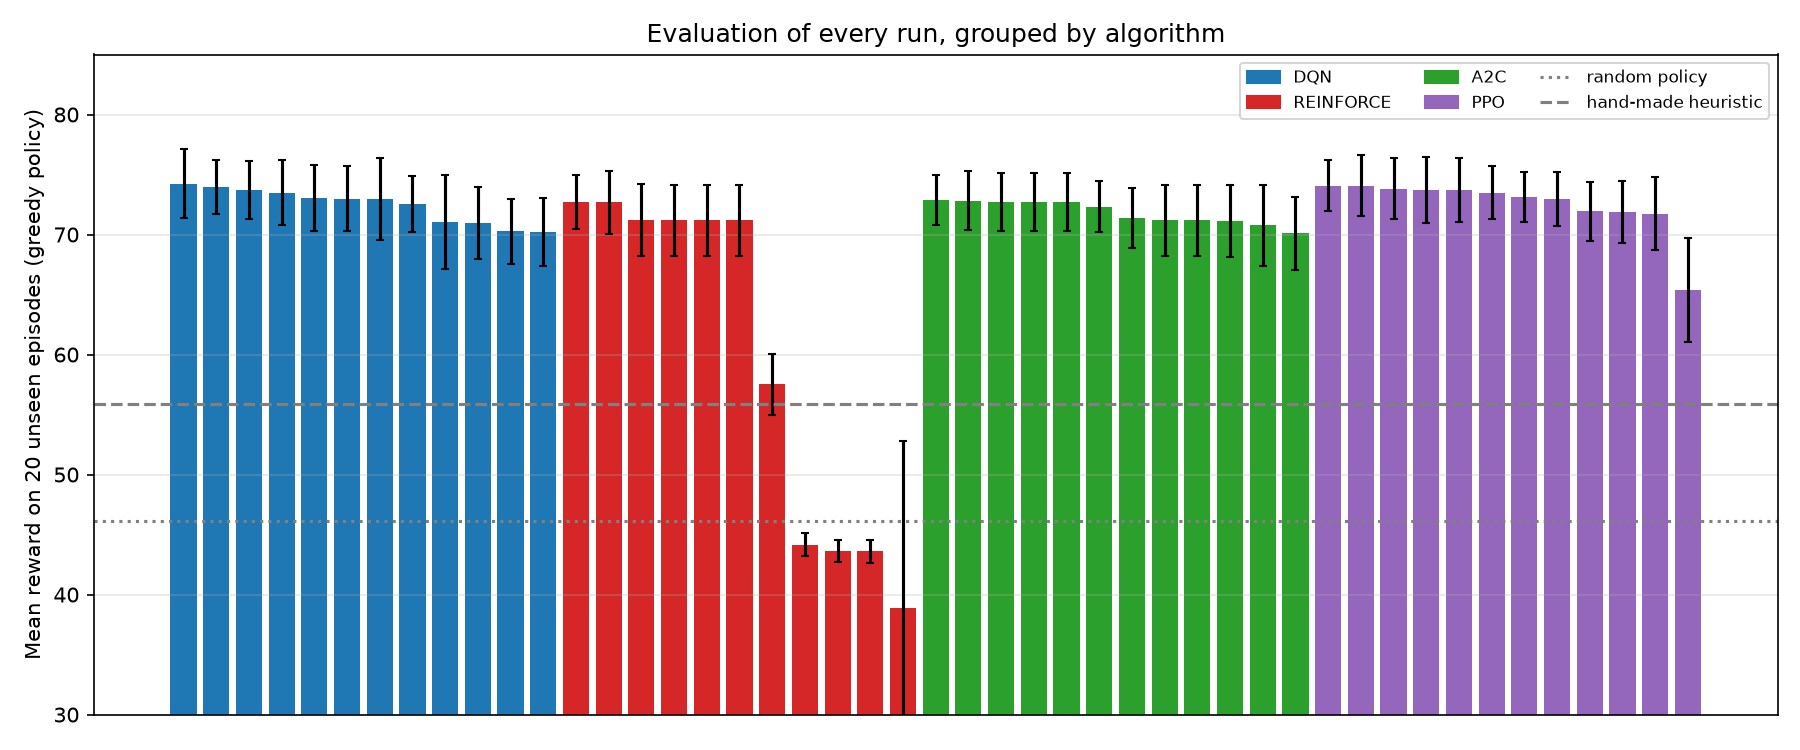 Evaluation of every run, grouped by algorithm
Mean reward on 20 unseen episodes (greedy policy)
80
70
60
50
40
30
DQN
REINFORCE
A2C
PPO
random policy
hand-made heuristic